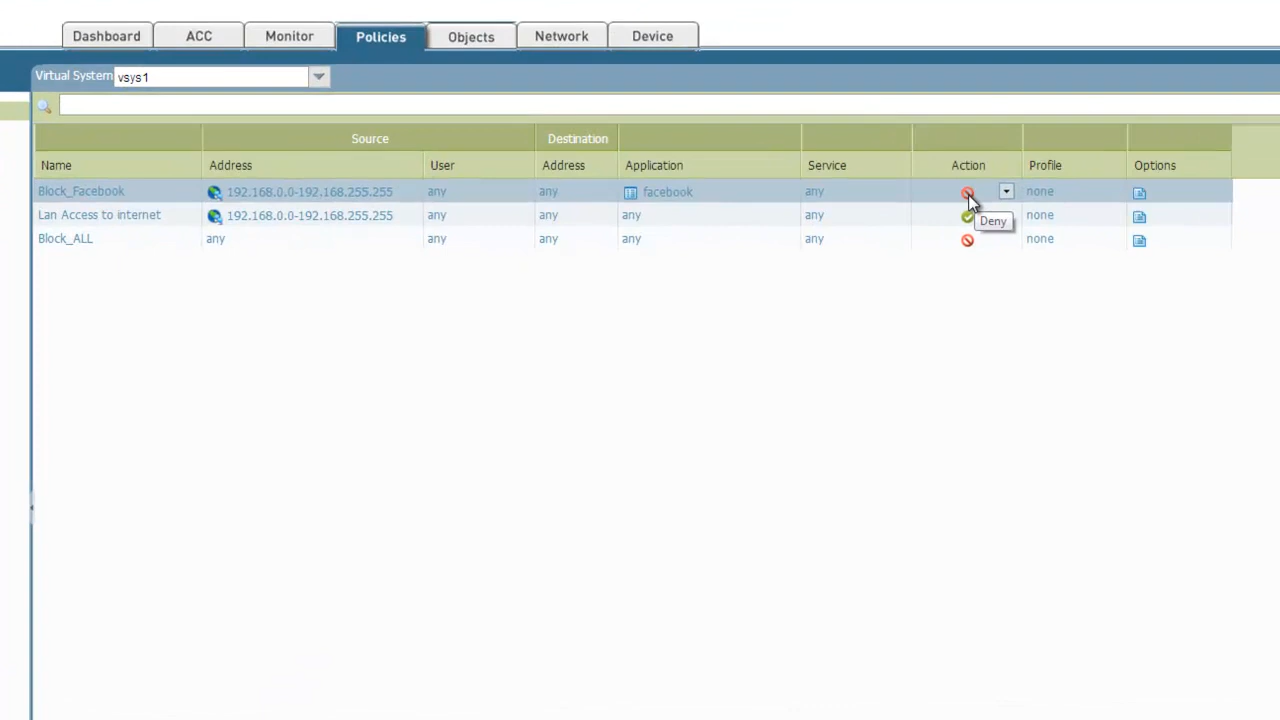 Dashboard ACC Monitor Policies Objects Network Device
Virtual System vsys1
Source Destination
Name Address User Address Application Service Action Profile Options
Block_Facebook 192.168.0.0-192.168.255.255 any any facebook any none
Lan Access to internet 192.168.0.0-192.168.255.255 any any any any none
Deny
Block_ALL any any any any any none